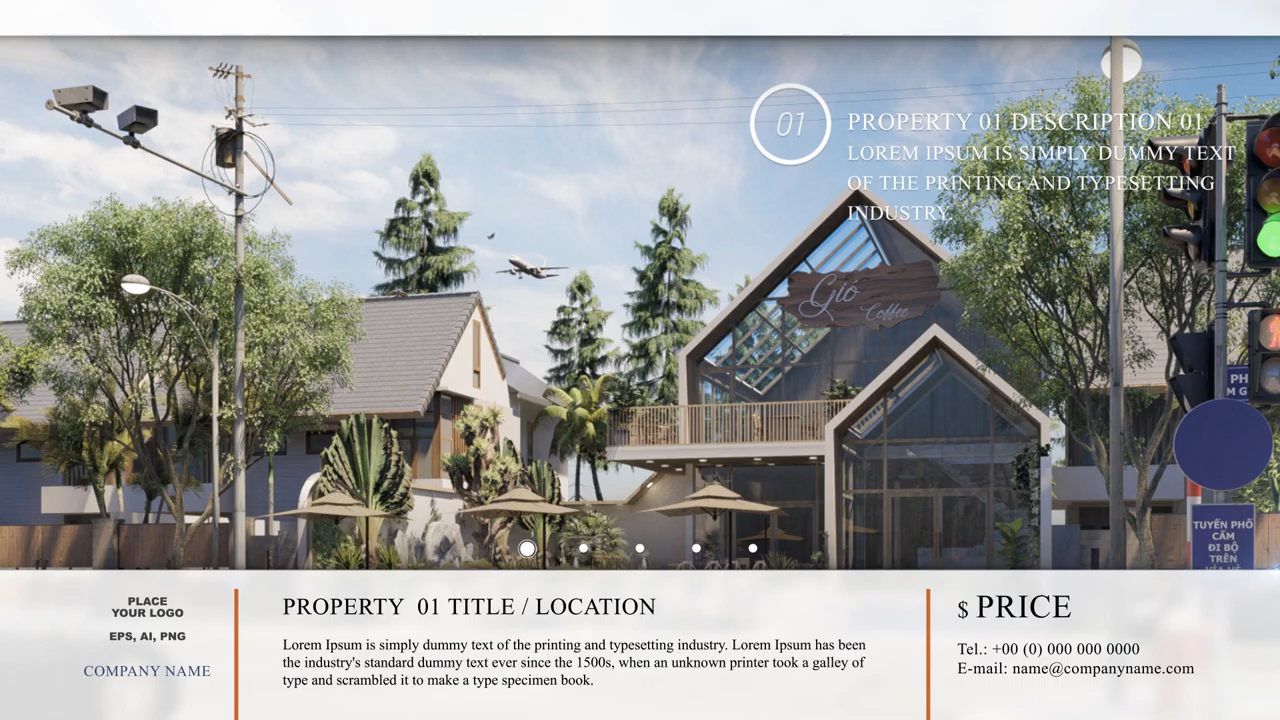 01
PROPERTY 01 DESCRIPTION 01
LOREM IPSUM IS SIMPLY DUMMY TEXT
OF THE PRINTING AND TYPESETTING
INDUSTRY.
Gió
Coffee
PH
M G
TUYẾN PHỐ
CẤM
ĐI BỘ
TRÊN
VỈA HÈ
PLACE
YOUR LOGO
EPS, AI, PNG
COMPANY NAME
PROPERTY 01 TITLE / LOCATION
Lorem Ipsum is simply dummy text of the printing and typesetting industry. Lorem Ipsum has been
the industry's standard dummy text ever since the 1500s, when an unknown printer took a galley of
type and scrambled it to make a type specimen book.
$ PRICE
Tel.: +00 (0) 000 000 0000
E-mail: name@companyname.com